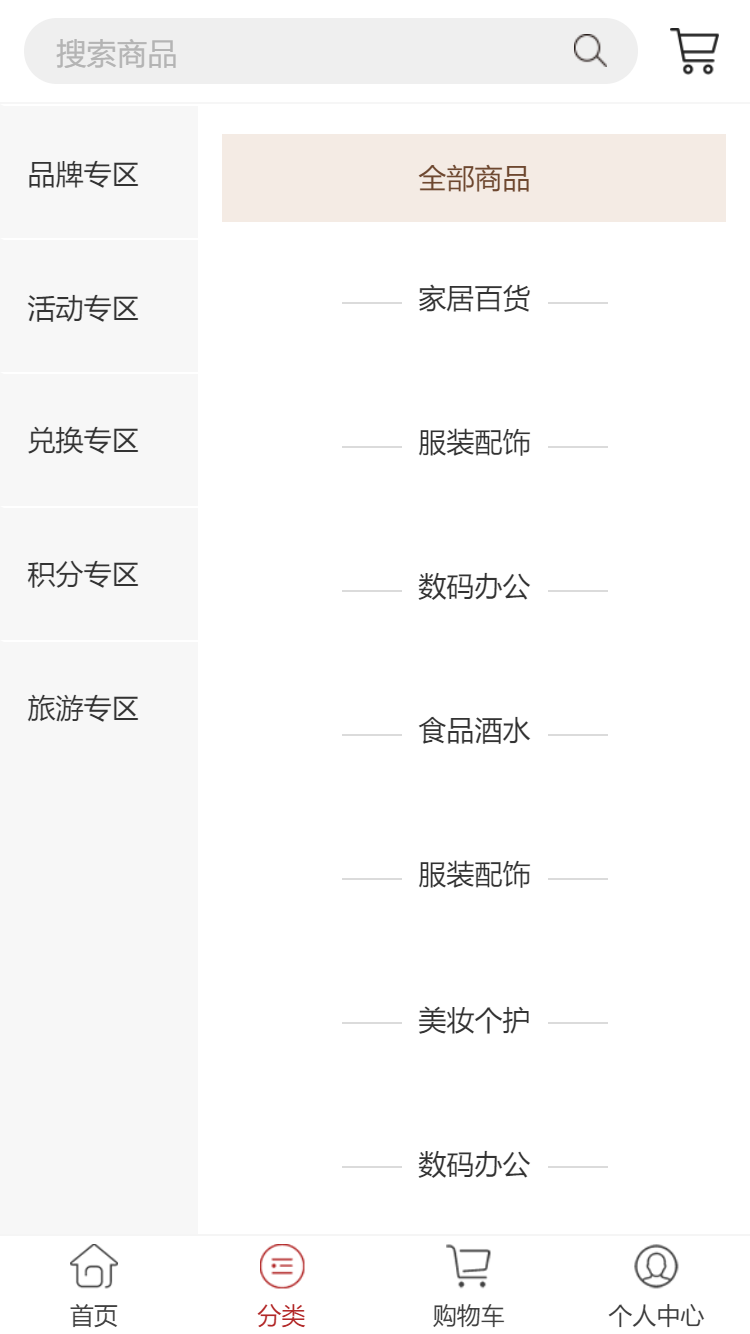 搜索商品
品牌专区
活动专区
兑换专区
积分专区
旅游专区
全部商品
家居百货
服装配饰
数码办公
食品酒水
服装配饰
美妆个护
数码办公
首页
分类
购物车
个人中心